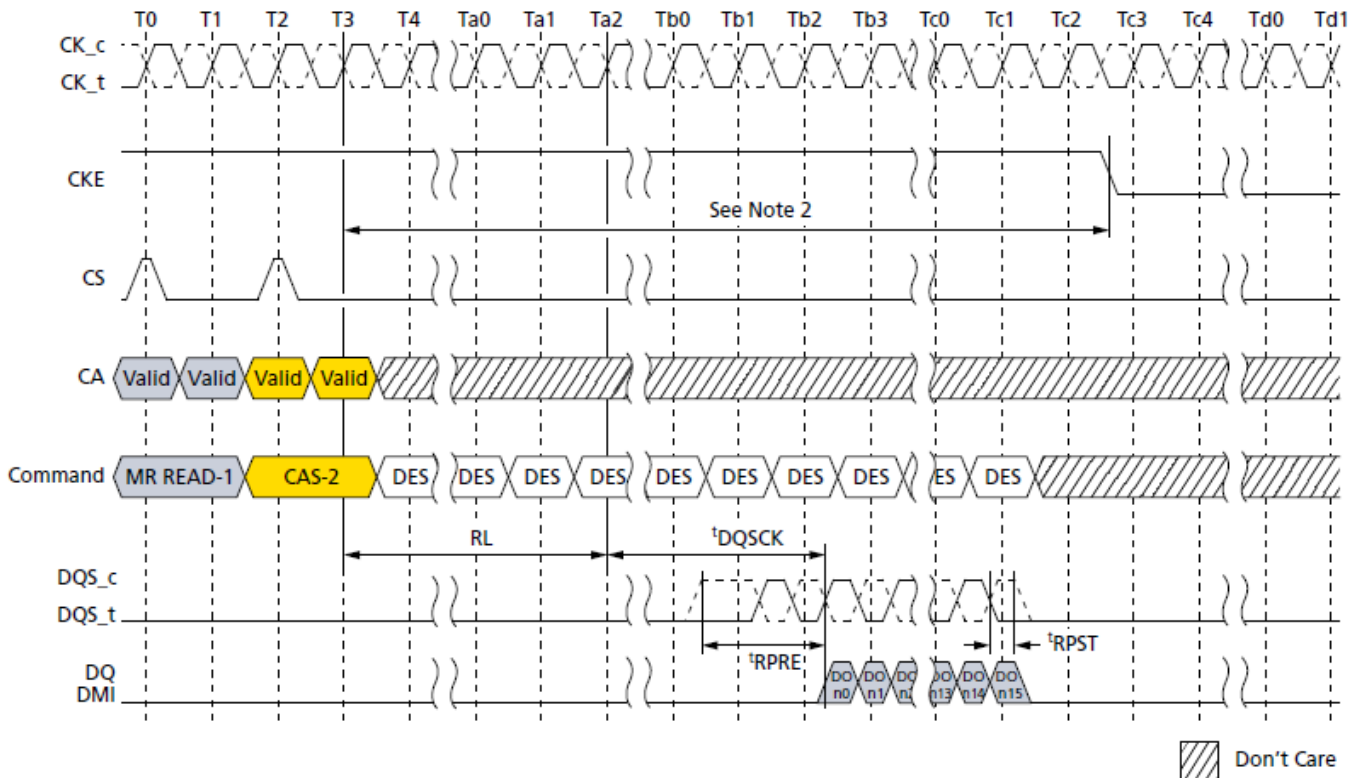 T0 T1 T2 T3 T4 Ta0 Ta1 Ta2 Tb0 Tb1 Tb2 Tb3 Tc0 Tc1 Tc2 Tc3 Tc4 Td0 Td1
CK_c
CK_t
CKE
See Note 2
CS
CA Valid Valid Valid Valid
Command MR READ-1 CAS-2 DES DES DES DES DES DES DES DES ES DES
RL tDQSCK
DQS_c
DQS_t
tRPRE tRPST
DQ
DMI
DO n0 DO n1 DO n2 DO n13 DO n14 DO n15
Don't Care